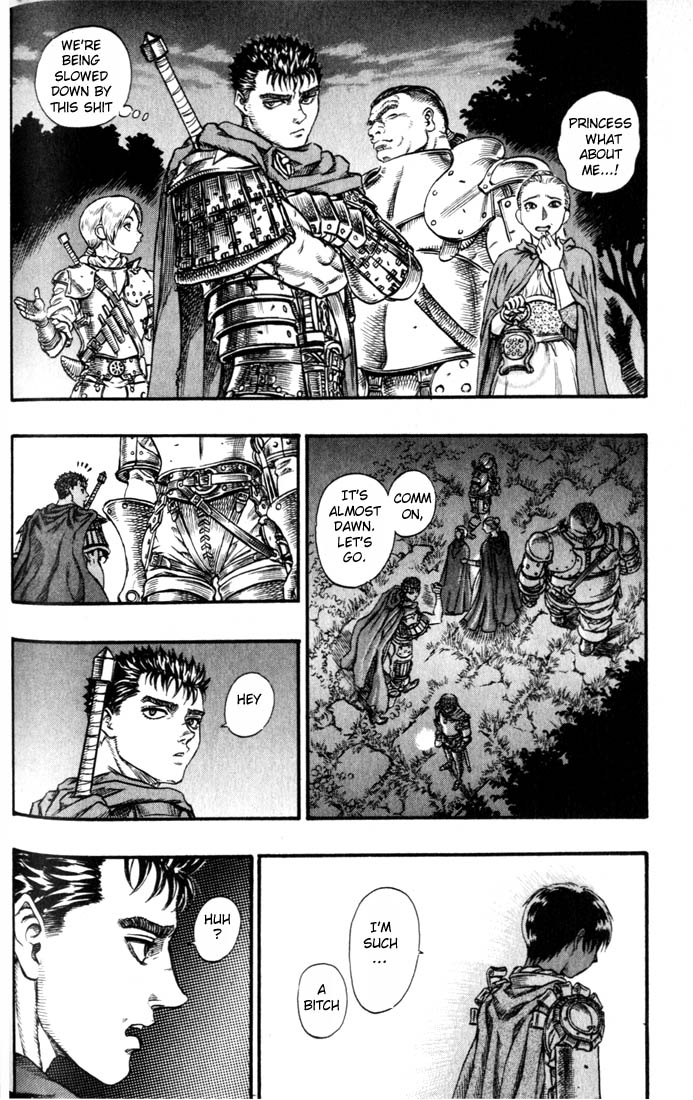 PRINCESS
WHAT
ABOUT
ME...!
WE'RE
BEING
SLOWED
DOWN BY
THIS SHIT
COMM
ON,
IT'S
ALMOST
DAWN.
LET'S
GO.
HEY
I'M
SUCH
...
A
BITCH
HUH
?